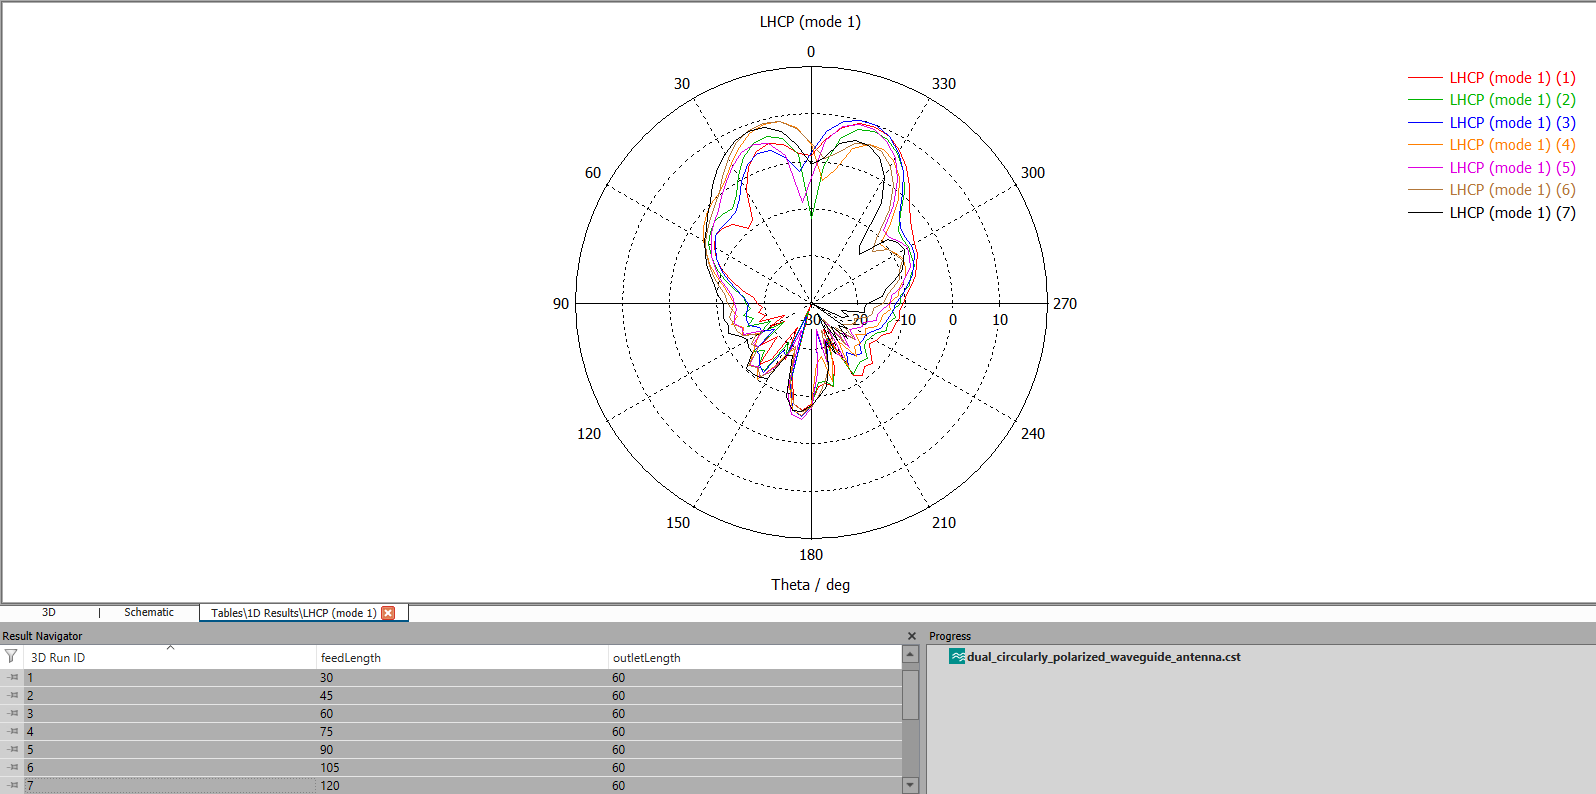 LHCP (mode 1)
0
30
330
60
300
90
270
-30 -20 -10 0 10
120
240
150
210
180
Theta / deg
LHCP (mode 1) (1)
LHCP (mode 1) (2)
LHCP (mode 1) (3)
LHCP (mode 1) (4)
LHCP (mode 1) (5)
LHCP (mode 1) (6)
LHCP (mode 1) (7)
3D | Schematic Tables\1D Results\LHCP (mode 1)
Result Navigator
3D Run ID feedLength outletLength
1 30 60
2 45 60
3 60 60
4 75 60
5 90 60
6 105 60
7 120 60
Progress
dual_circularly_polarized_waveguide_antenna.cst